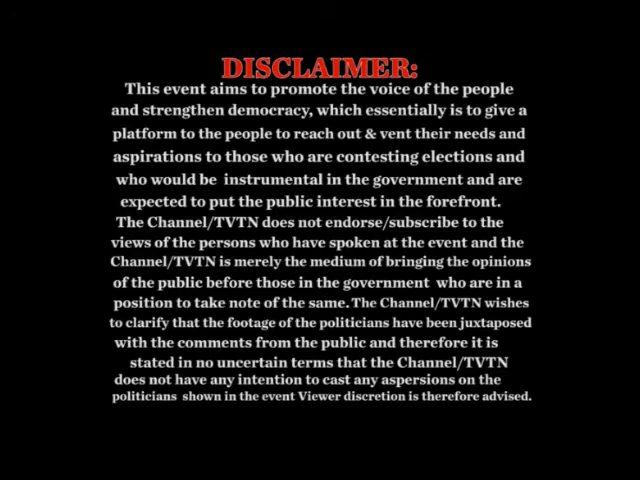 DISCLAIMER:
This event aims to promote the voice of the people
and strengthen democracy, which essentially is to give a
platform to the people to reach out & vent their needs and
aspirations to those who are contesting elections and
who would be instrumental in the government and are
expected to put the public interest in the forefront.
The Channel/TVTN does not endorse/subscribe to the
views of the persons who have spoken at the event and the
Channel/TVTN is merely the medium of bringing the opinions
of the public before those in the government who are in a
position to take note of the same. The Channel/TVTN wishes
to clarify that the footage of the politicians have been juxtaposed
with the comments from the public and therefore it is
stated in no uncertain terms that the Channel/TVTN
does not have any intention to cast any aspersions on the
politicians shown in the event Viewer discretion is therefore advised.